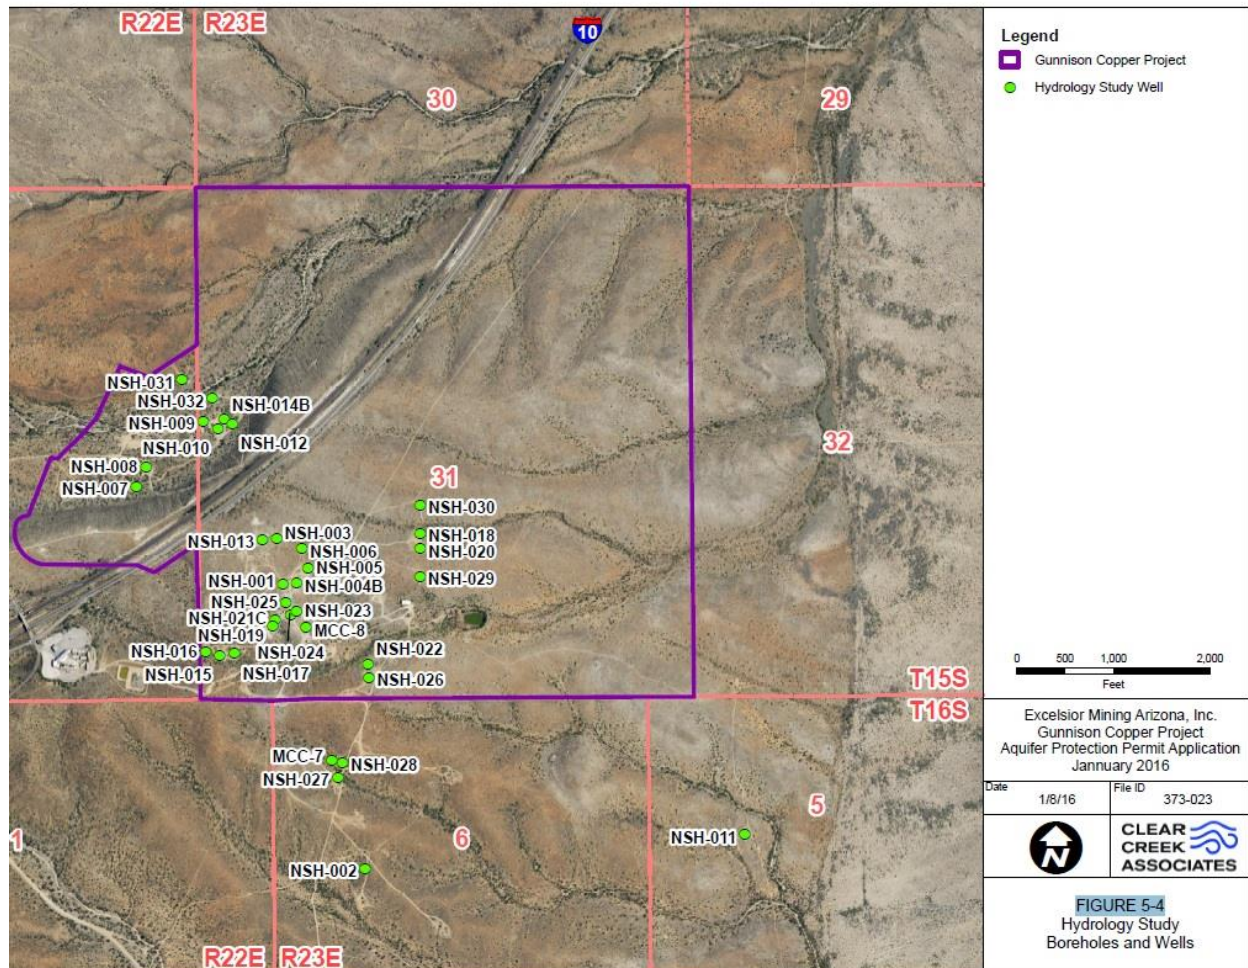 R22E R23E
10
30
29
NSH-031
NSH-032
NSH-014B
NSH-009
NSH-012
NSH-010
32
NSH-008
31
NSH-007
NSH-030
NSH-003
NSH-018
NSH-013
NSH-006
NSH-020
NSH-005
NSH-001
NSH-004B
NSH-029
NSH-025
NSH-023
NSH-021C
NSH-019
MCC-8
NSH-016
NSH-024
NSH-022
NSH-015
NSH-017
NSH-026
T15S
T16S
MCC-7
NSH-028
NSH-027
5
1
6
NSH-011
NSH-002
R22E R23E
Legend
Gunnison Copper Project
Hydrology Study Well
0 500 1,000 2,000
Feet
Excelsior Mining Arizona, Inc.
Gunnison Copper Project
Aquifer Protection Permit Application
Jannuary 2016
Date
1/8/16
File ID
373-023
N
CLEAR
CREEK
ASSOCIATES
FIGURE 5-4
Hydrology Study
Boreholes and Wells